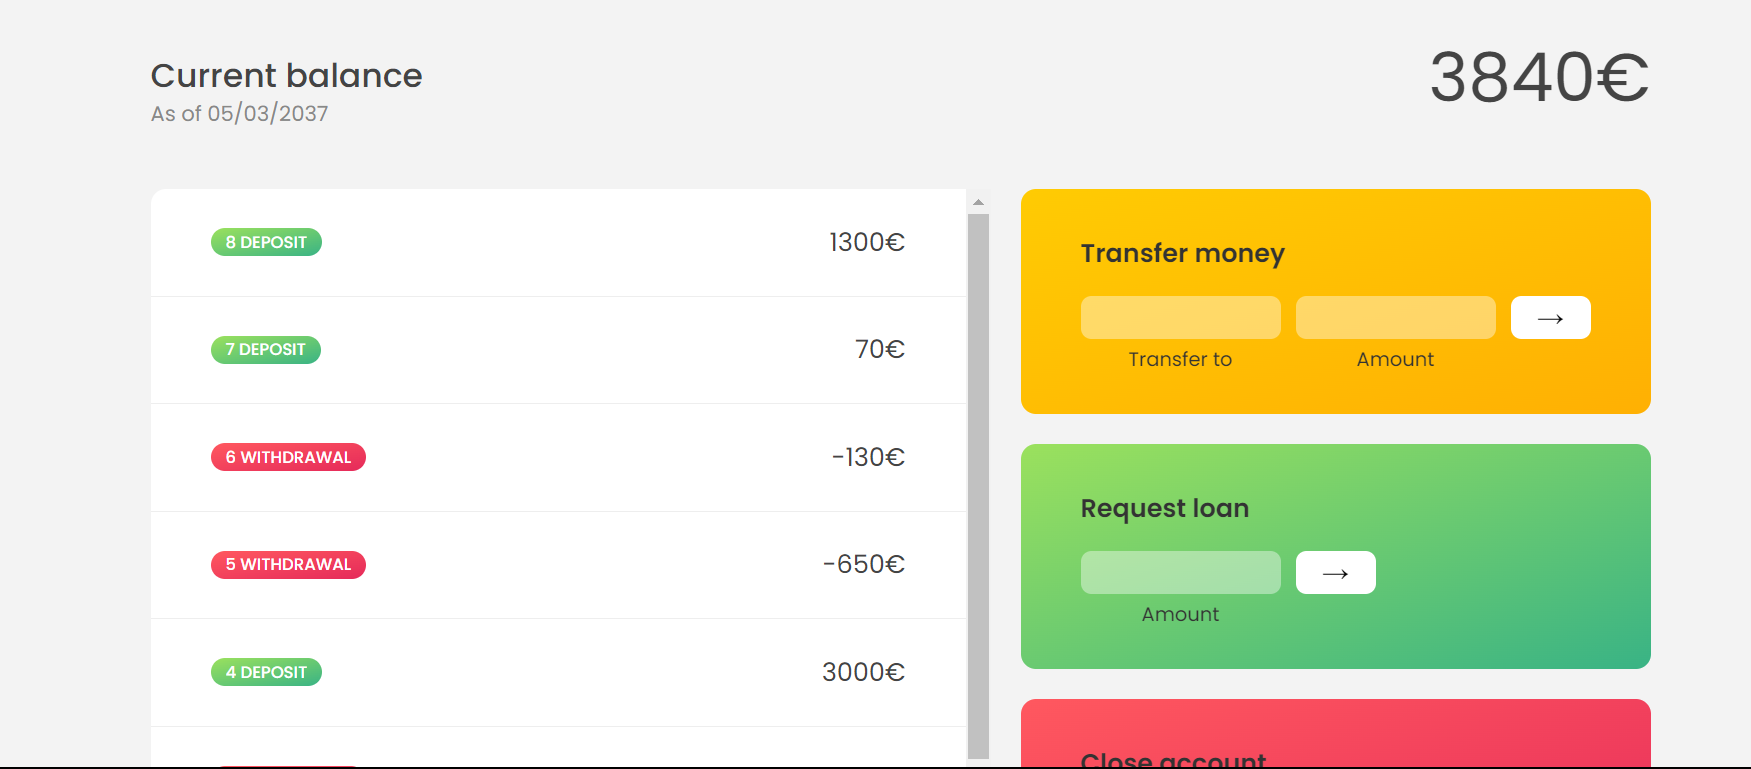 Current balance
As of 05/03/2037
3840€
8 DEPOSIT
1300€
7 DEPOSIT
70€
6 WITHDRAWAL
-130€
5 WITHDRAWAL
-650€
4 DEPOSIT
3000€
Transfer money
→
Transfer to
Amount
Request loan
→
Amount
Close account